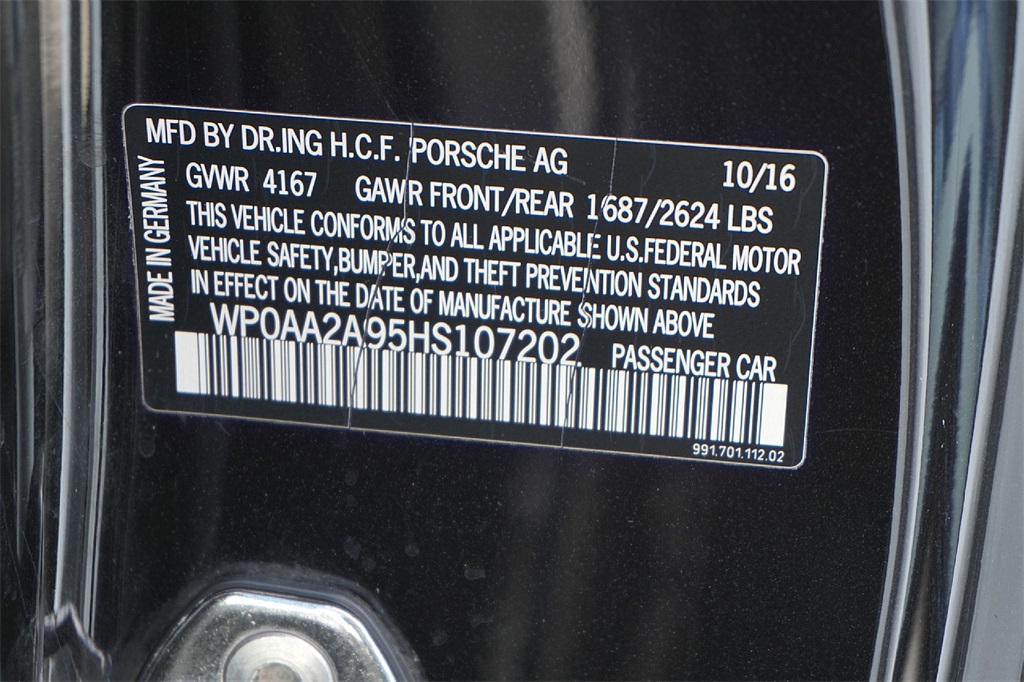 MFD BY DR.ING H.C.F. PORSCHE AG 10/16
GVWR 4167 GAWR FRONT/REAR 1687/2624 LBS
THIS VEHICLE CONFORMS TO ALL APPLICABLE U.S.FEDERAL MOTOR
VEHICLE SAFETY,BUMPER,AND THEFT PREVENTION STANDARDS
IN EFFECT ON THE DATE OF MANUFACTURE SHOWN ABOVE
WP0AA2A95HS107202 PASSENGER CAR
991.701.112.02
MADE IN GERMANY